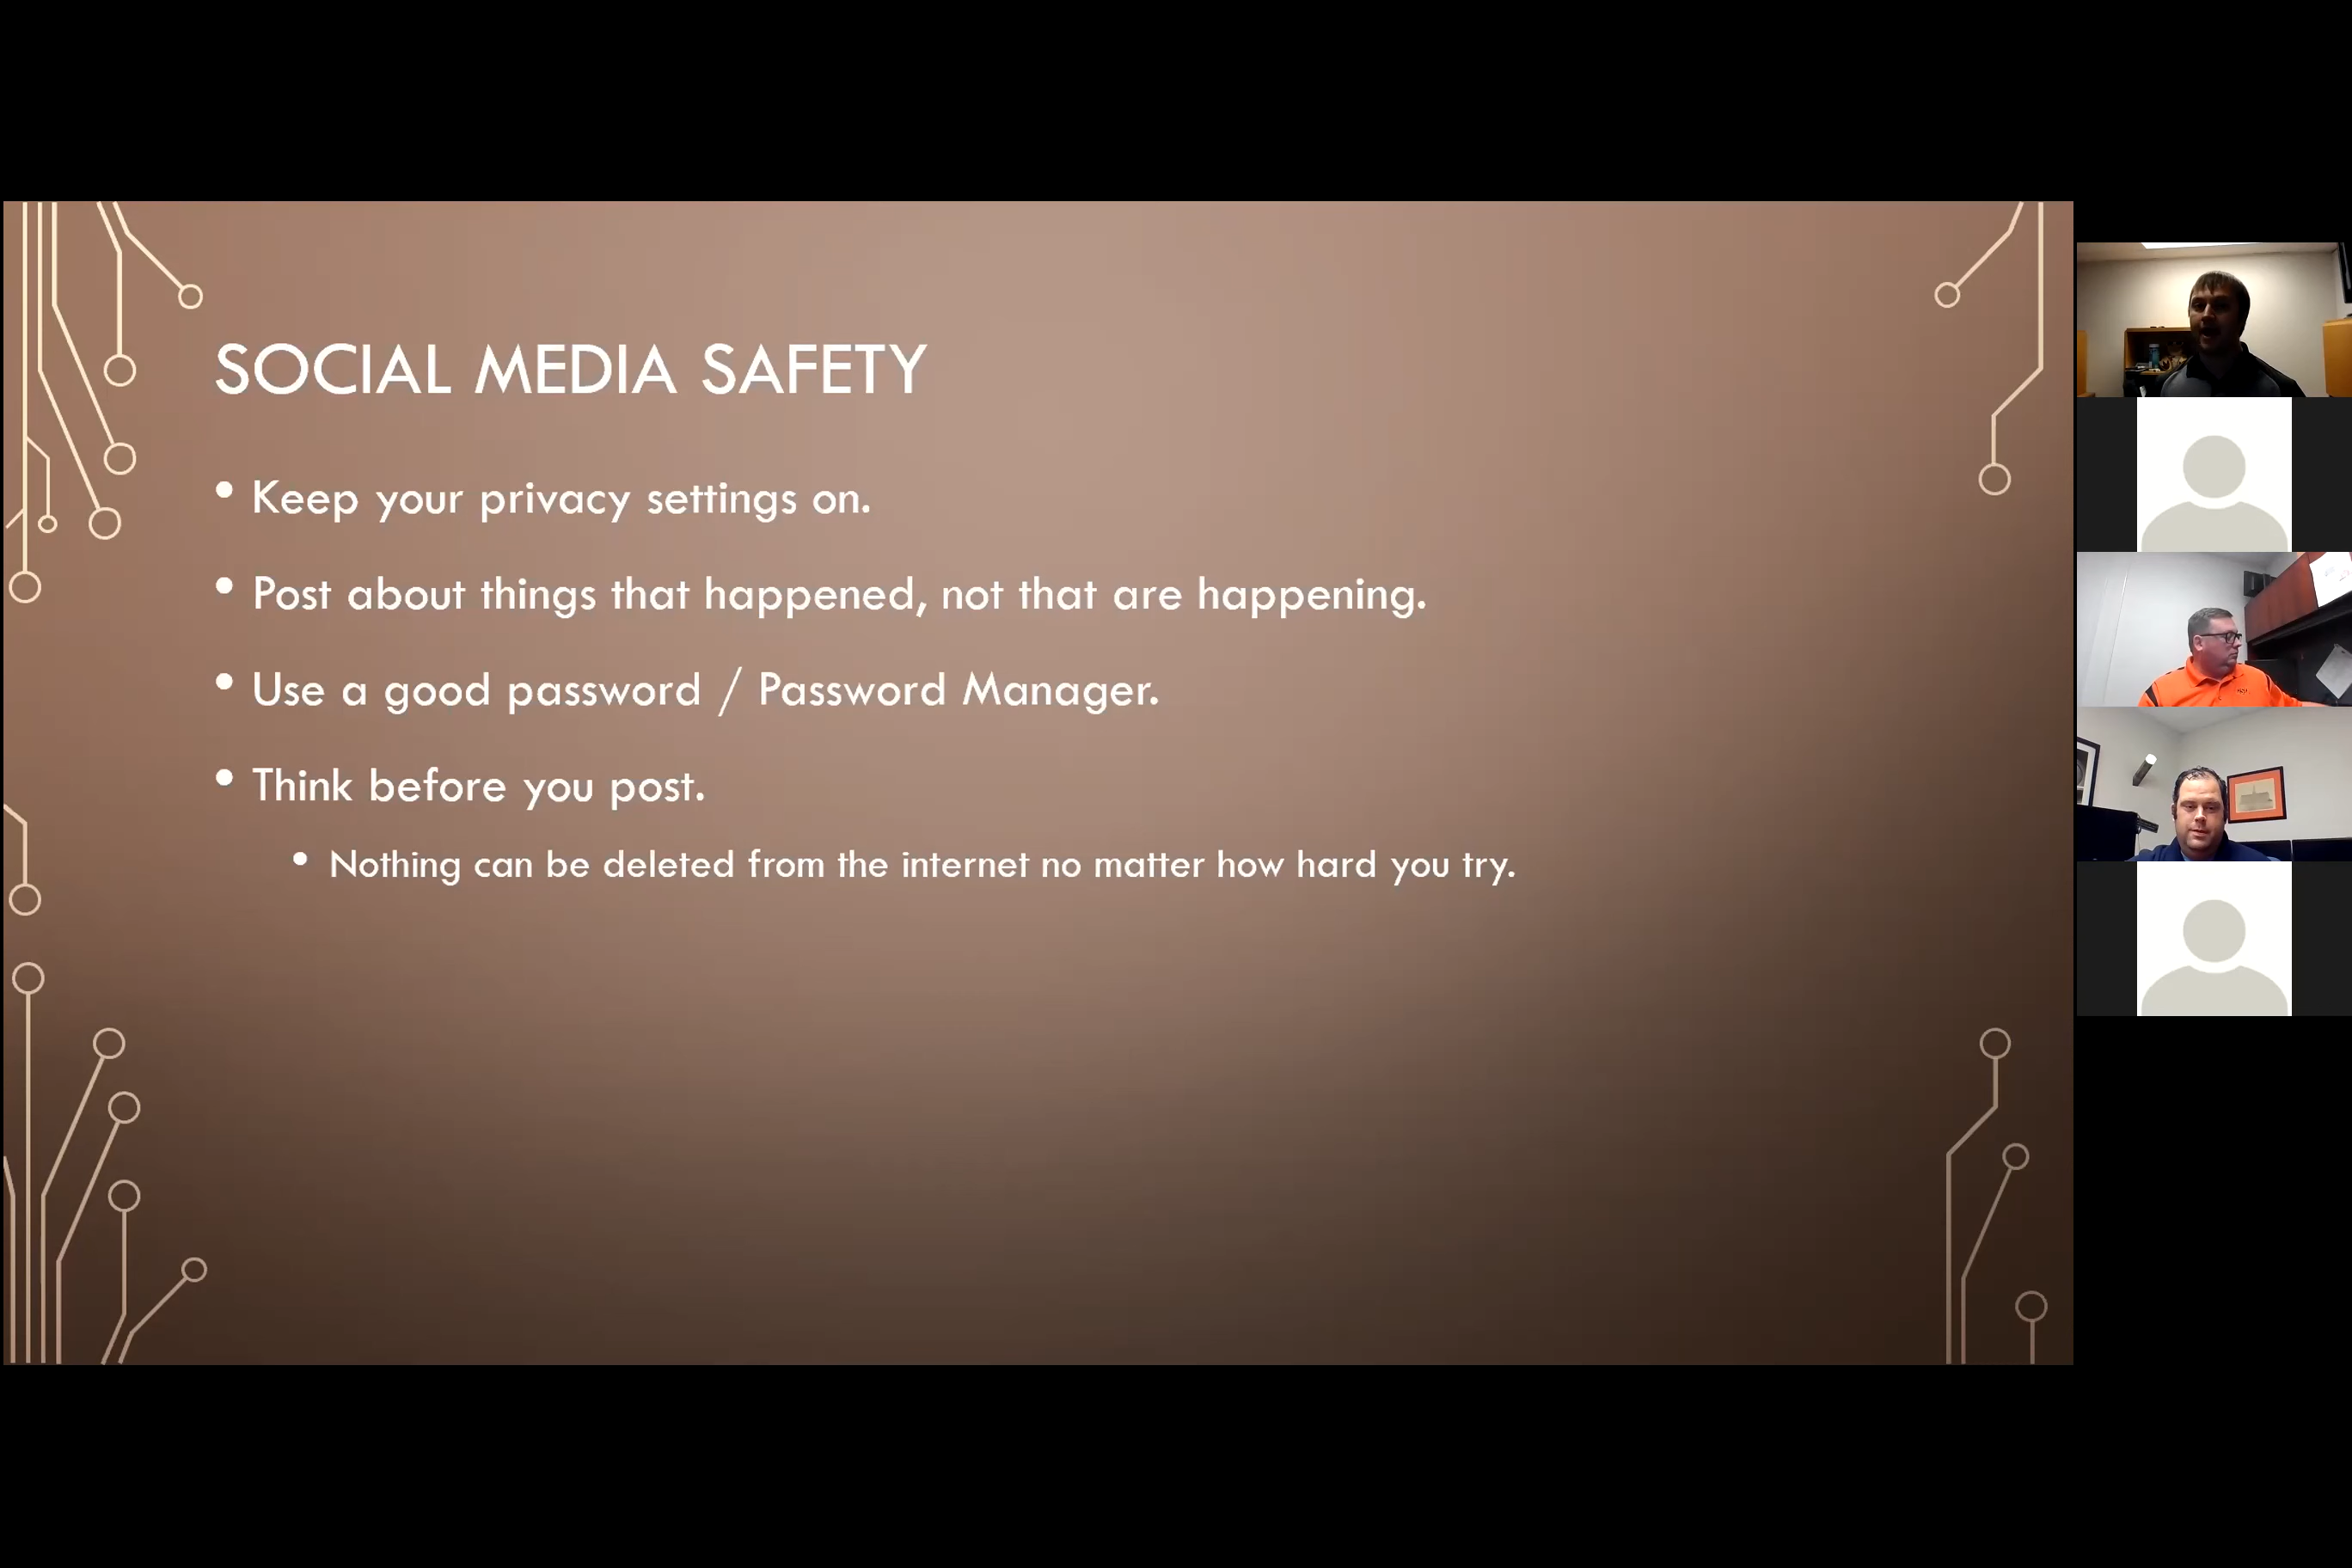 SOCIAL MEDIA SAFETY
• Keep your privacy settings on.
• Post about things that happened, not that are happening.
• Use a good password / Password Manager.
• Think before you post.
• Nothing can be deleted from the internet no matter how hard you try.